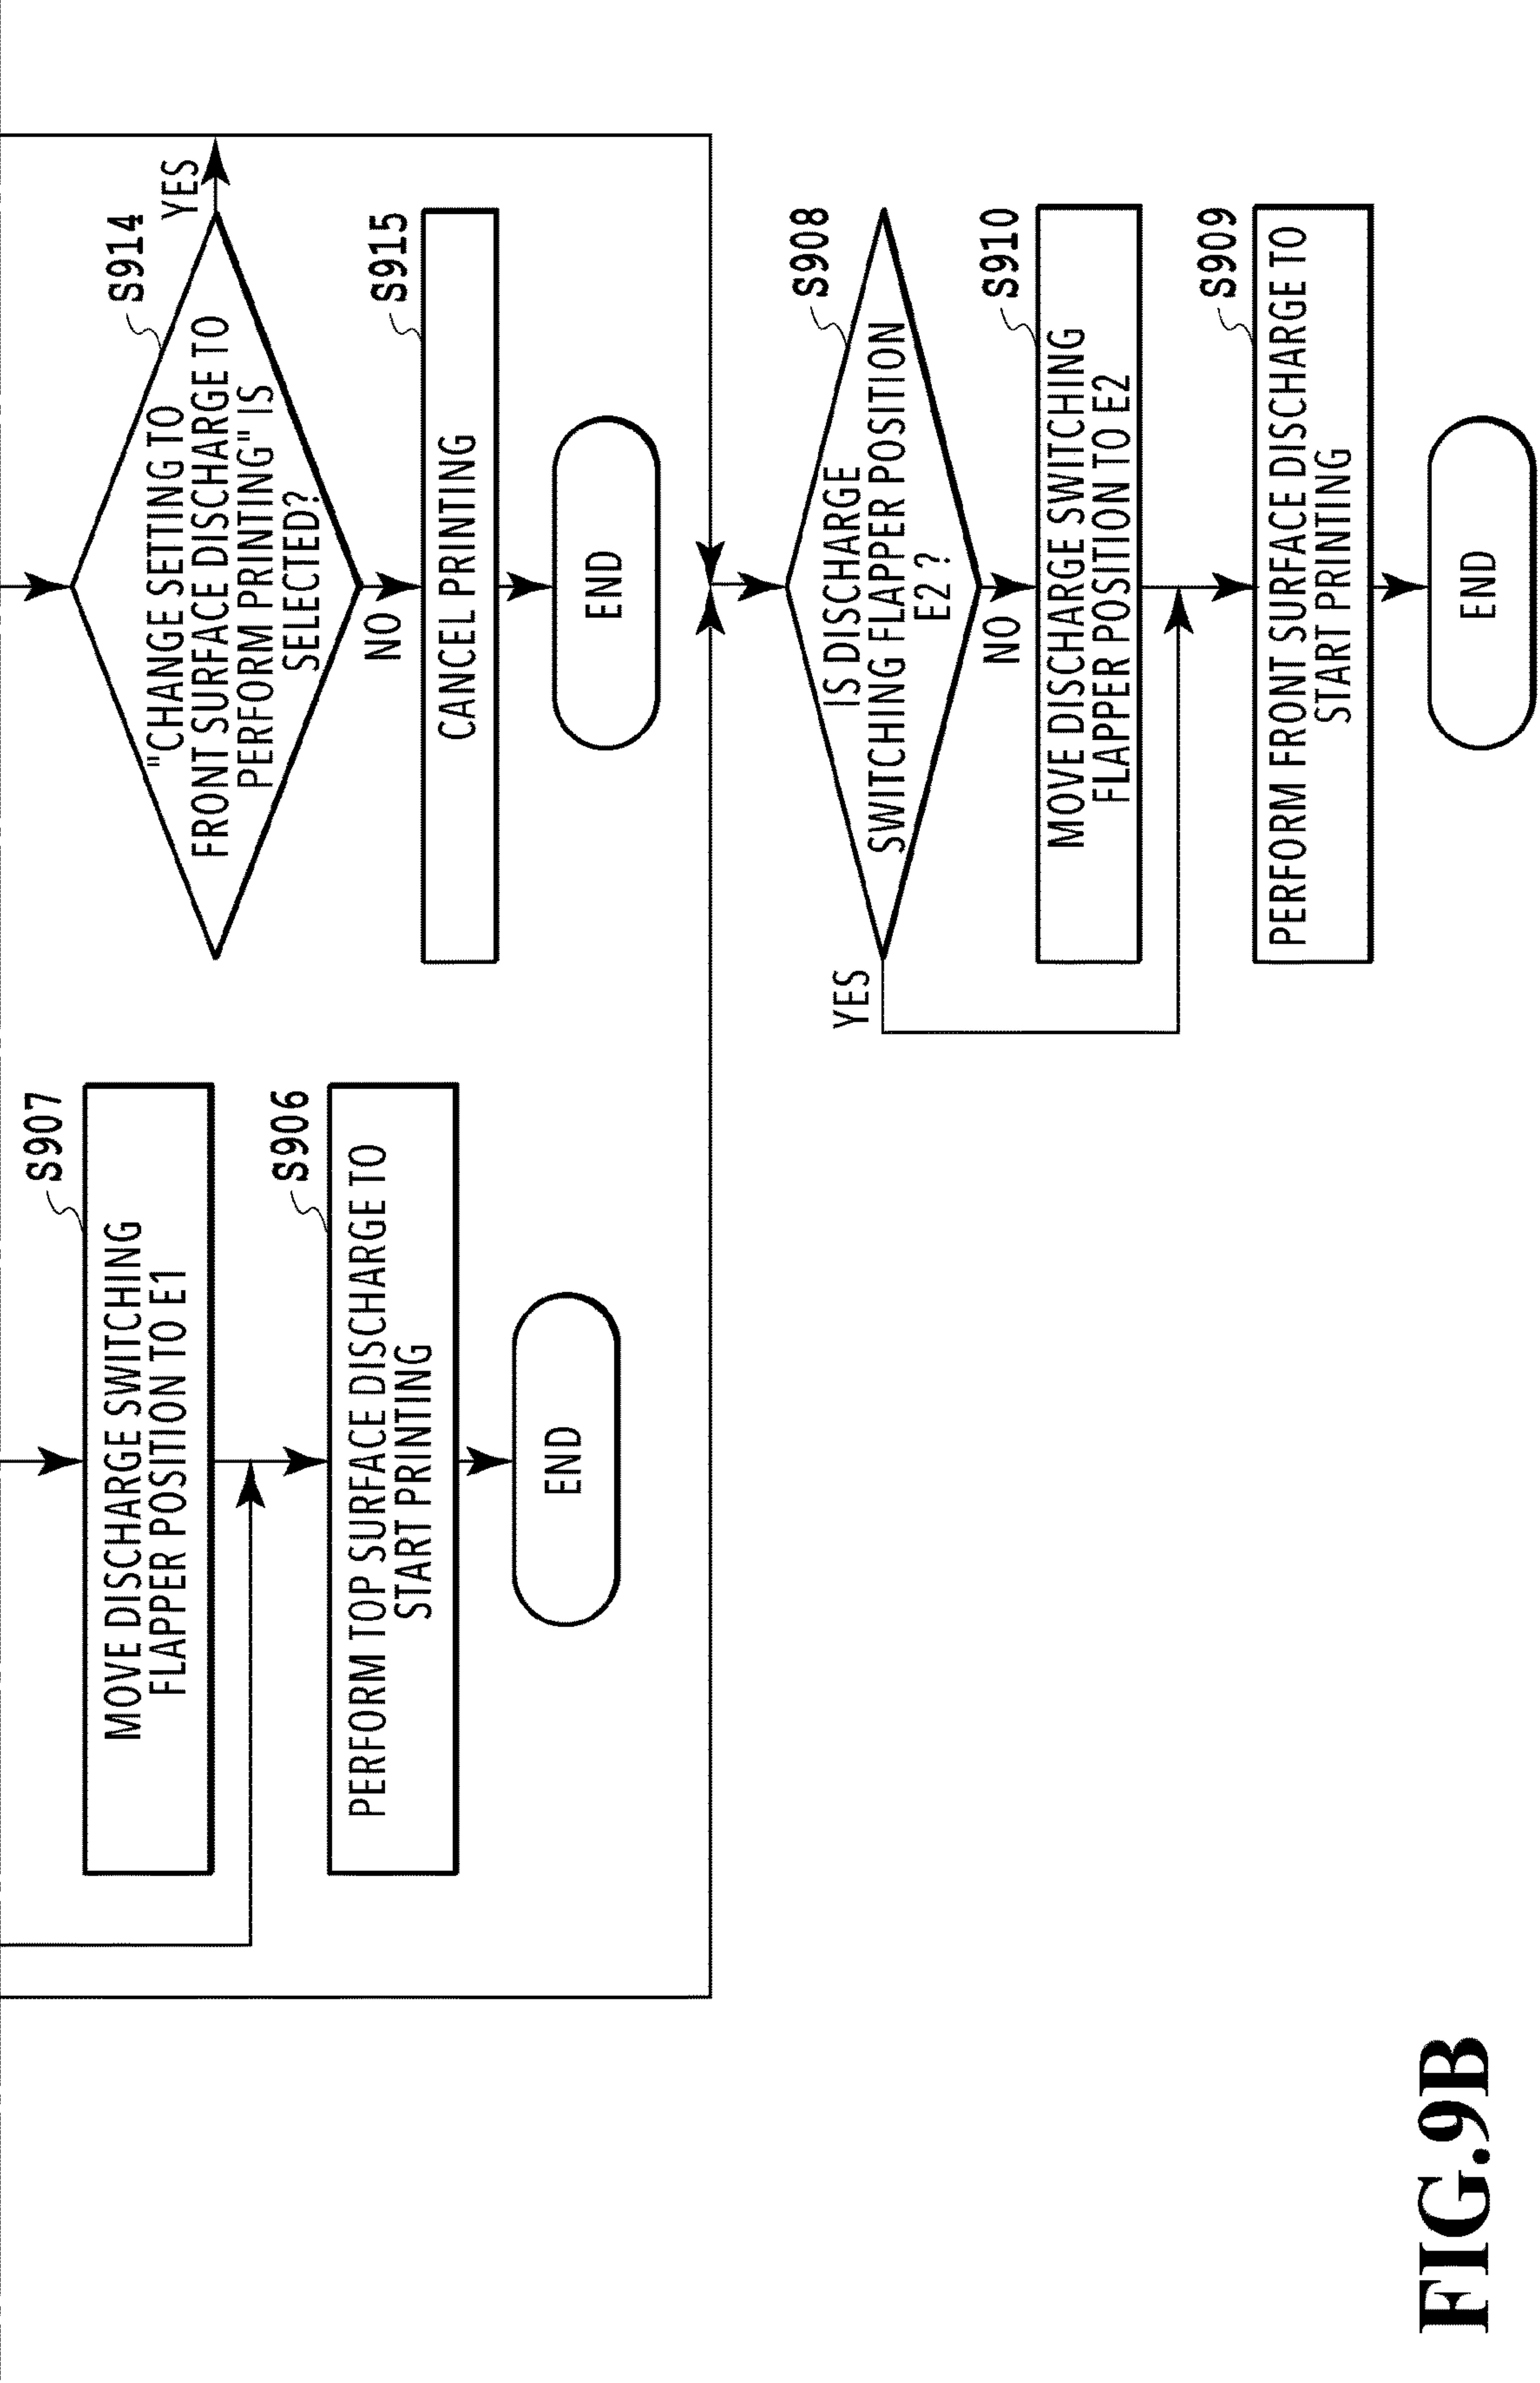 S907
MOVE DISCHARGE SWITCHING
FLAPPER POSITION TO E1
S906
PERFORM TOP SURFACE DISCHARGE TO
START PRINTING
END
S914
"CHANGE SETTING TO
FRONT SURFACE DISCHARGE TO
PERFORM PRINTING" IS
SELECTED?
YES
NO
S915
CANCEL PRINTING
END
S908
IS DISCHARGE
SWITCHING FLAPPER POSITION
E2 ?
YES
NO
S910
MOVE DISCHARGE SWITCHING
FLAPPER POSITION TO E2
S909
PERFORM FRONT SURFACE DISCHARGE TO
START PRINTING
END
FIG.9B